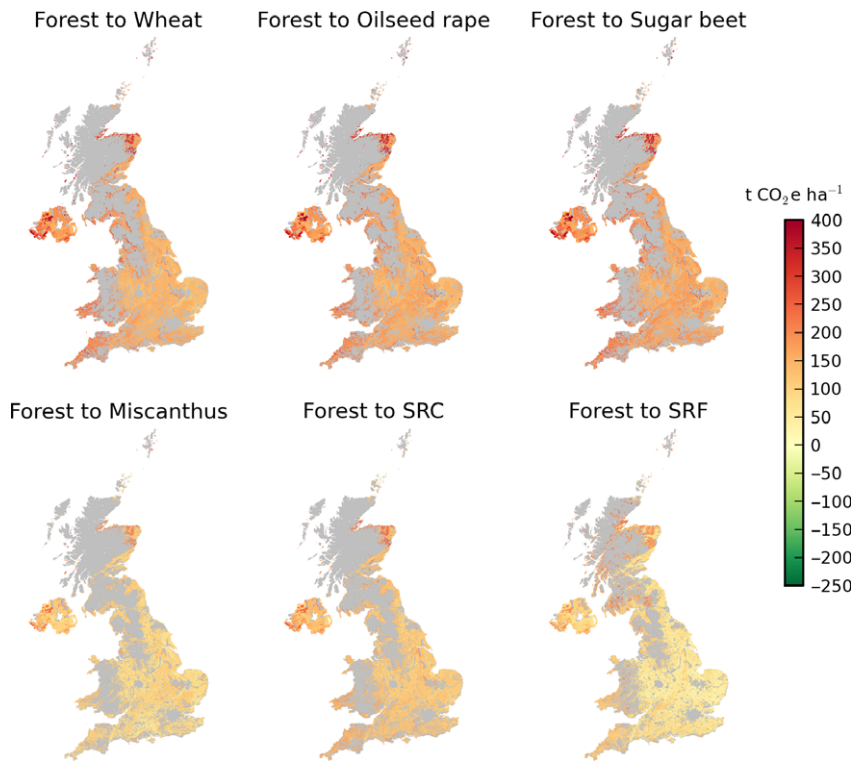 Forest to Wheat
Forest to Oilseed rape
Forest to Sugar beet
t CO₂e ha⁻¹
400
350
300
250
200
150
100
50
0
−50
−100
−150
−200
−250
Forest to Miscanthus
Forest to SRC
Forest to SRF